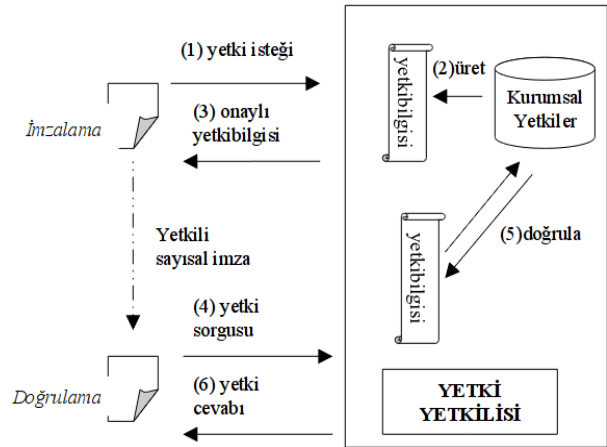 (1) yetki isteği
İmzalama
(3) onaylı
yetkibilgisi
yetkibilgisi
(2)üret
Kurumsal
Yetkiler
Yetkili
sayısal imza
yetkibilgisi
(5)doğrula
(4) yetki
sorgusu
Doğrulama
(6) yetki
cevabı
YETKİ
YETKİLİSİ